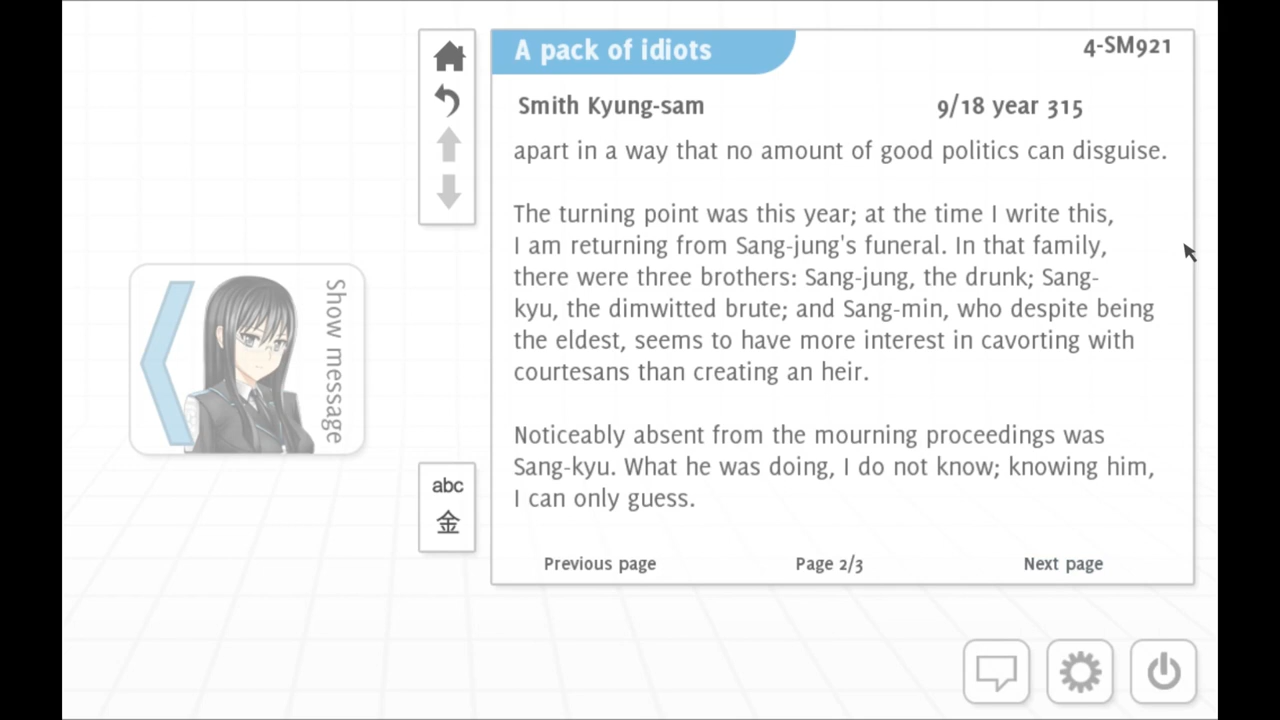 A pack of idiots
4-SM921
Smith Kyung-sam
9/18 year 315
apart in a way that no amount of good politics can disguise.
The turning point was this year; at the time I write this,
I am returning from Sang-jung's funeral. In that family,
there were three brothers: Sang-jung, the drunk; Sang-
kyu, the dimwitted brute; and Sang-min, who despite being
the eldest, seems to have more interest in cavorting with
courtesans than creating an heir.
Noticeably absent from the mourning proceedings was
Sang-kyu. What he was doing, I do not know; knowing him,
I can only guess.
Previous page
Page 2/3
Next page
Show message
abc
金